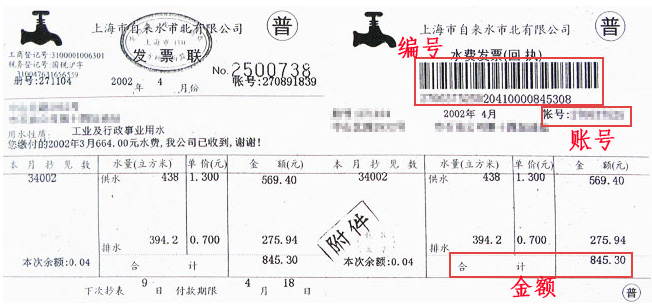 上海市自来水市北有限公司
普
工商登记号:3100001006301
税务登记号:国税沪字
310047631656559
发票联
册号:271104
2002年 4 月份
No.2500738
帐号:270891839
用水性质:
工业及行政事业用水
您缴付的2002年3月664.00元水费,我公司已收到,谢谢!
本月抄见数 水量(立方米) 单价(元) 金 额(元)
34002 供水 438 1.300 569.40
排水 394.2 0.700 275.94
本次余额:0.04 合 计 845.30
下次抄表 9 日 付款期限 4 月 18 日
附件
上海市自来水市北有限公司
普
水费发票(回执)
编号
20410000845308
2002年 4月
帐号:
账号
本月抄见数 水量(立方米) 单价(元) 金 额(元)
34002 供水 438 1.300 569.40
排水 394.2 0.700 275.94
本次余额:0.04 合 计 845.30
金额
普